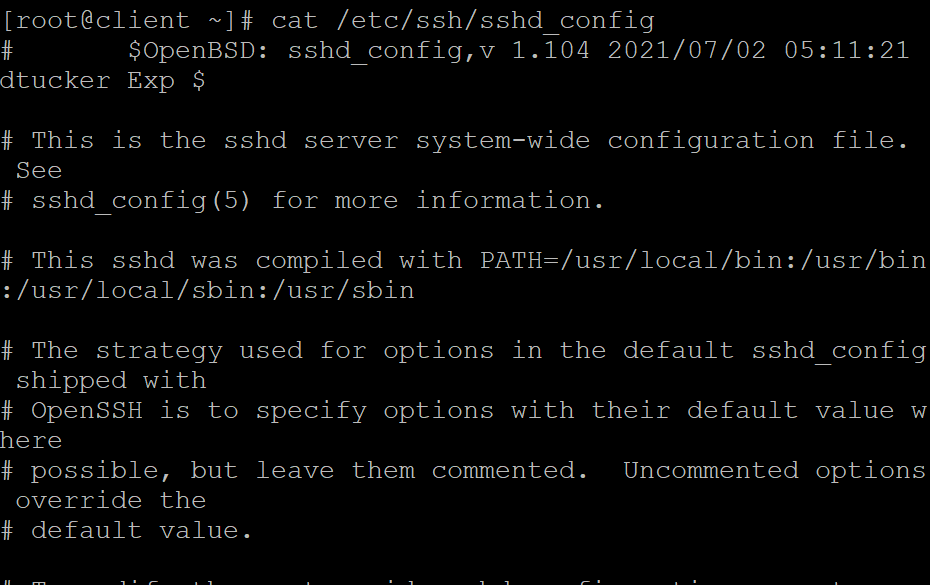 [root@client ~]# cat /etc/ssh/sshd_config
#       $OpenBSD: sshd_config,v 1.104 2021/07/02 05:11:21
dtucker Exp $
# This is the sshd server system-wide configuration file.
 See
# sshd_config(5) for more information.
# This sshd was compiled with PATH=/usr/local/bin:/usr/bin
:/usr/local/sbin:/usr/sbin
# The strategy used for options in the default sshd_config
 shipped with
# OpenSSH is to specify options with their default value w
here
# possible, but leave them commented.  Uncommented options
 override the
# default value.